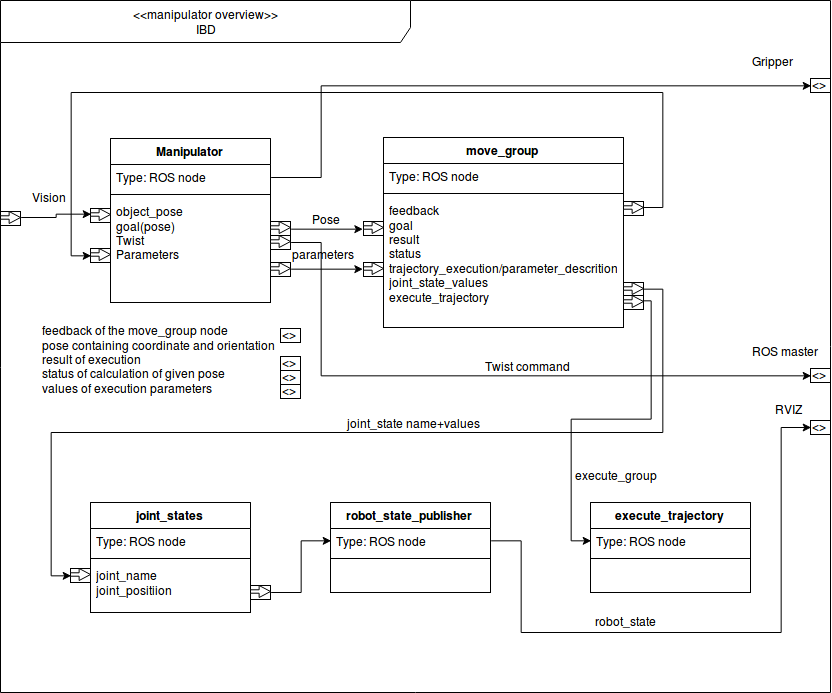 <<manipulator overview>>
IBD
Gripper
<>
Manipulator
Type: ROS node
object_pose
goal(pose)
Twist
Parameters
move_group
Type: ROS node
feedback
goal
result
status
trajectory_execution/parameter_descrition
joint_state_values
execute_trajectory
Vision
Pose
parameters
feedback of the move_group node
<>
pose containing coordinate and orientation
result of execution
<>
status of calculation of given pose
<>
values of execution parameters
<>
Twist command
ROS master
<>
RVIZ
<>
joint_state name+values
execute_group
joint_states
Type: ROS node
joint_name
joint_positiion
robot_state_publisher
Type: ROS node
execute_trajectory
Type: ROS node
robot_state